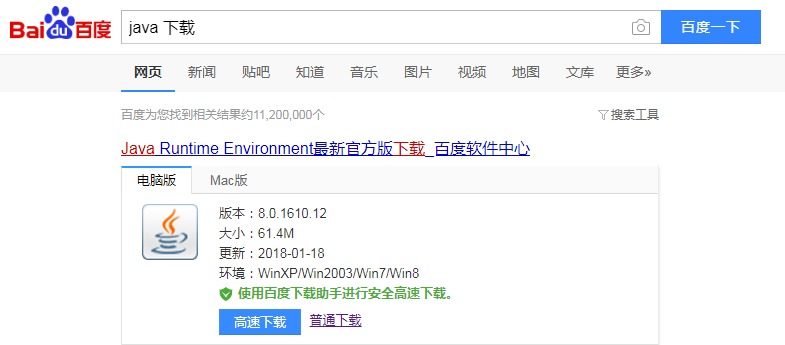 Bai du 百度 java 下载 百度一下
网页 新闻 贴吧 知道 音乐 图片 视频 地图 文库 更多»
百度为您找到相关结果约11,200,000个 搜索工具
Java Runtime Environment最新官方版下载_百度软件中心
电脑版 Mac版
版本：8.0.1610.12
大小：61.4M
更新：2018-01-18
环境：WinXP/Win2003/Win7/Win8
使用百度下载助手进行安全高速下载。
高速下载 普通下载